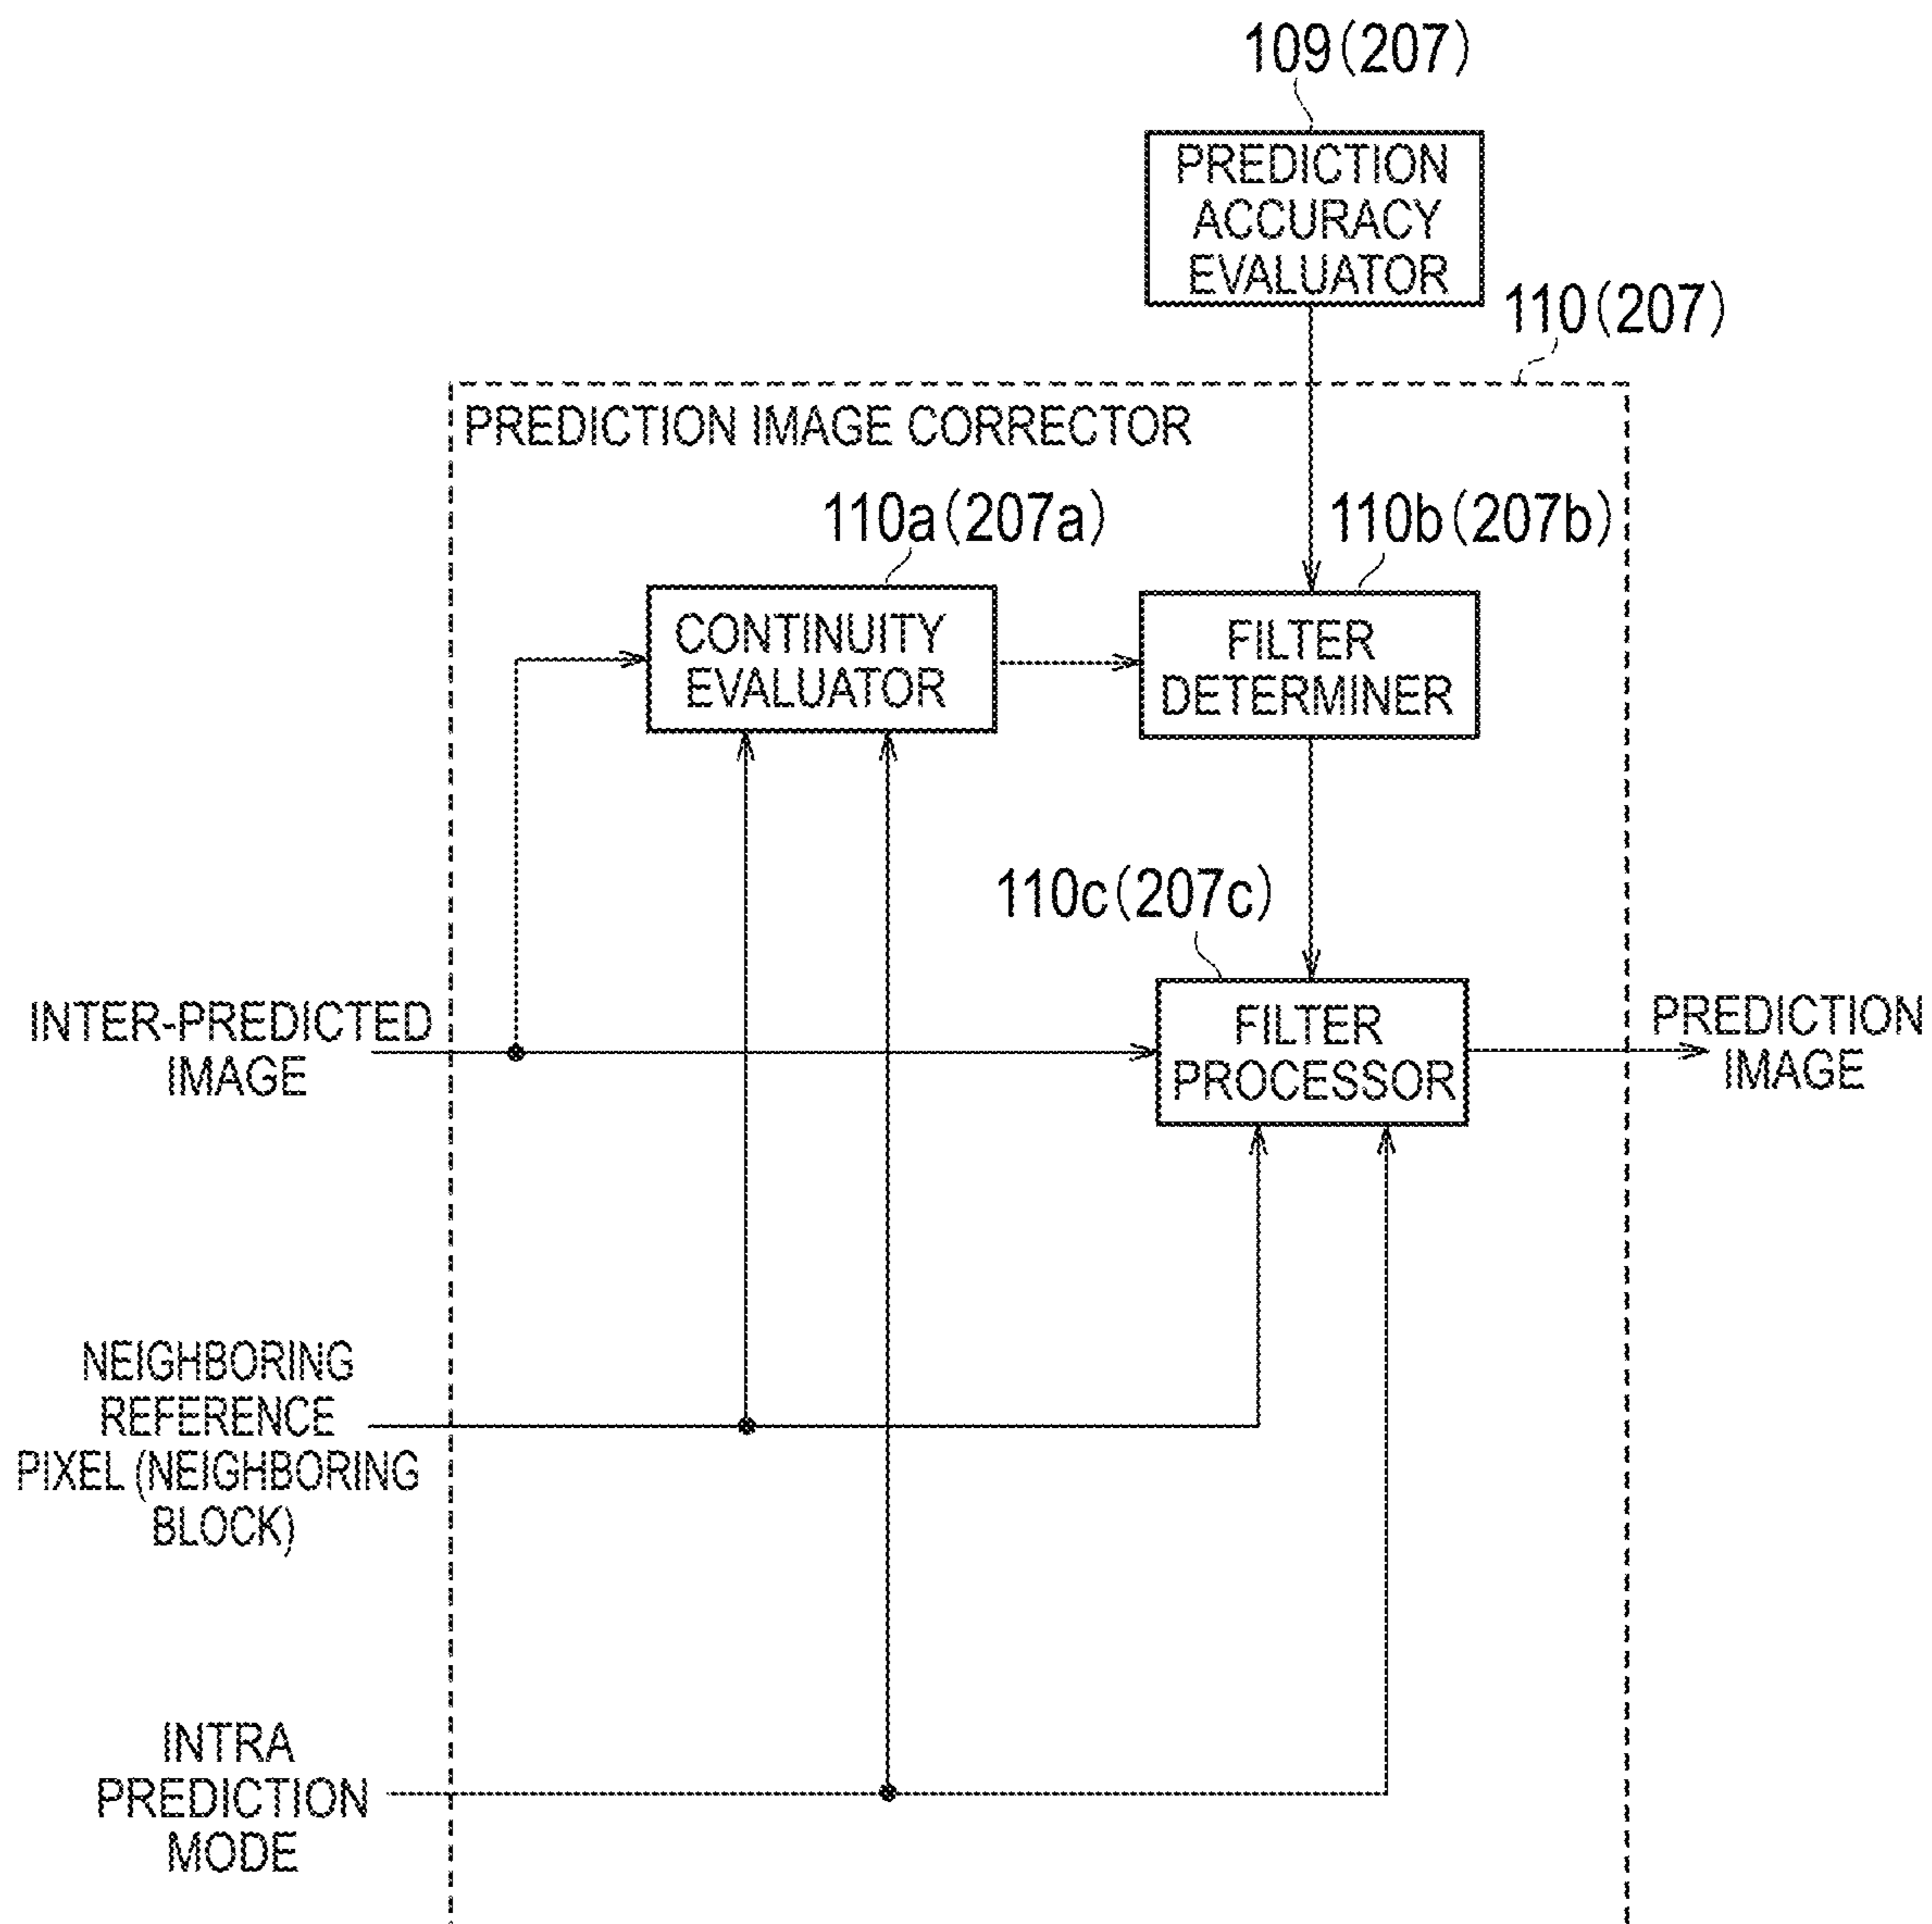 109(207)
PREDICTION
ACCURACY
EVALUATOR
110(207)
PREDICTION IMAGE CORRECTOR
110a(207a)
110b(207b)
CONTINUITY
EVALUATOR
FILTER
DETERMINER
110c(207c)
INTER-PREDICTED
IMAGE
FILTER
PROCESSOR
PREDICTION
IMAGE
NEIGHBORING
REFERENCE
PIXEL (NEIGHBORING
BLOCK)
INTRA
PREDICTION
MODE